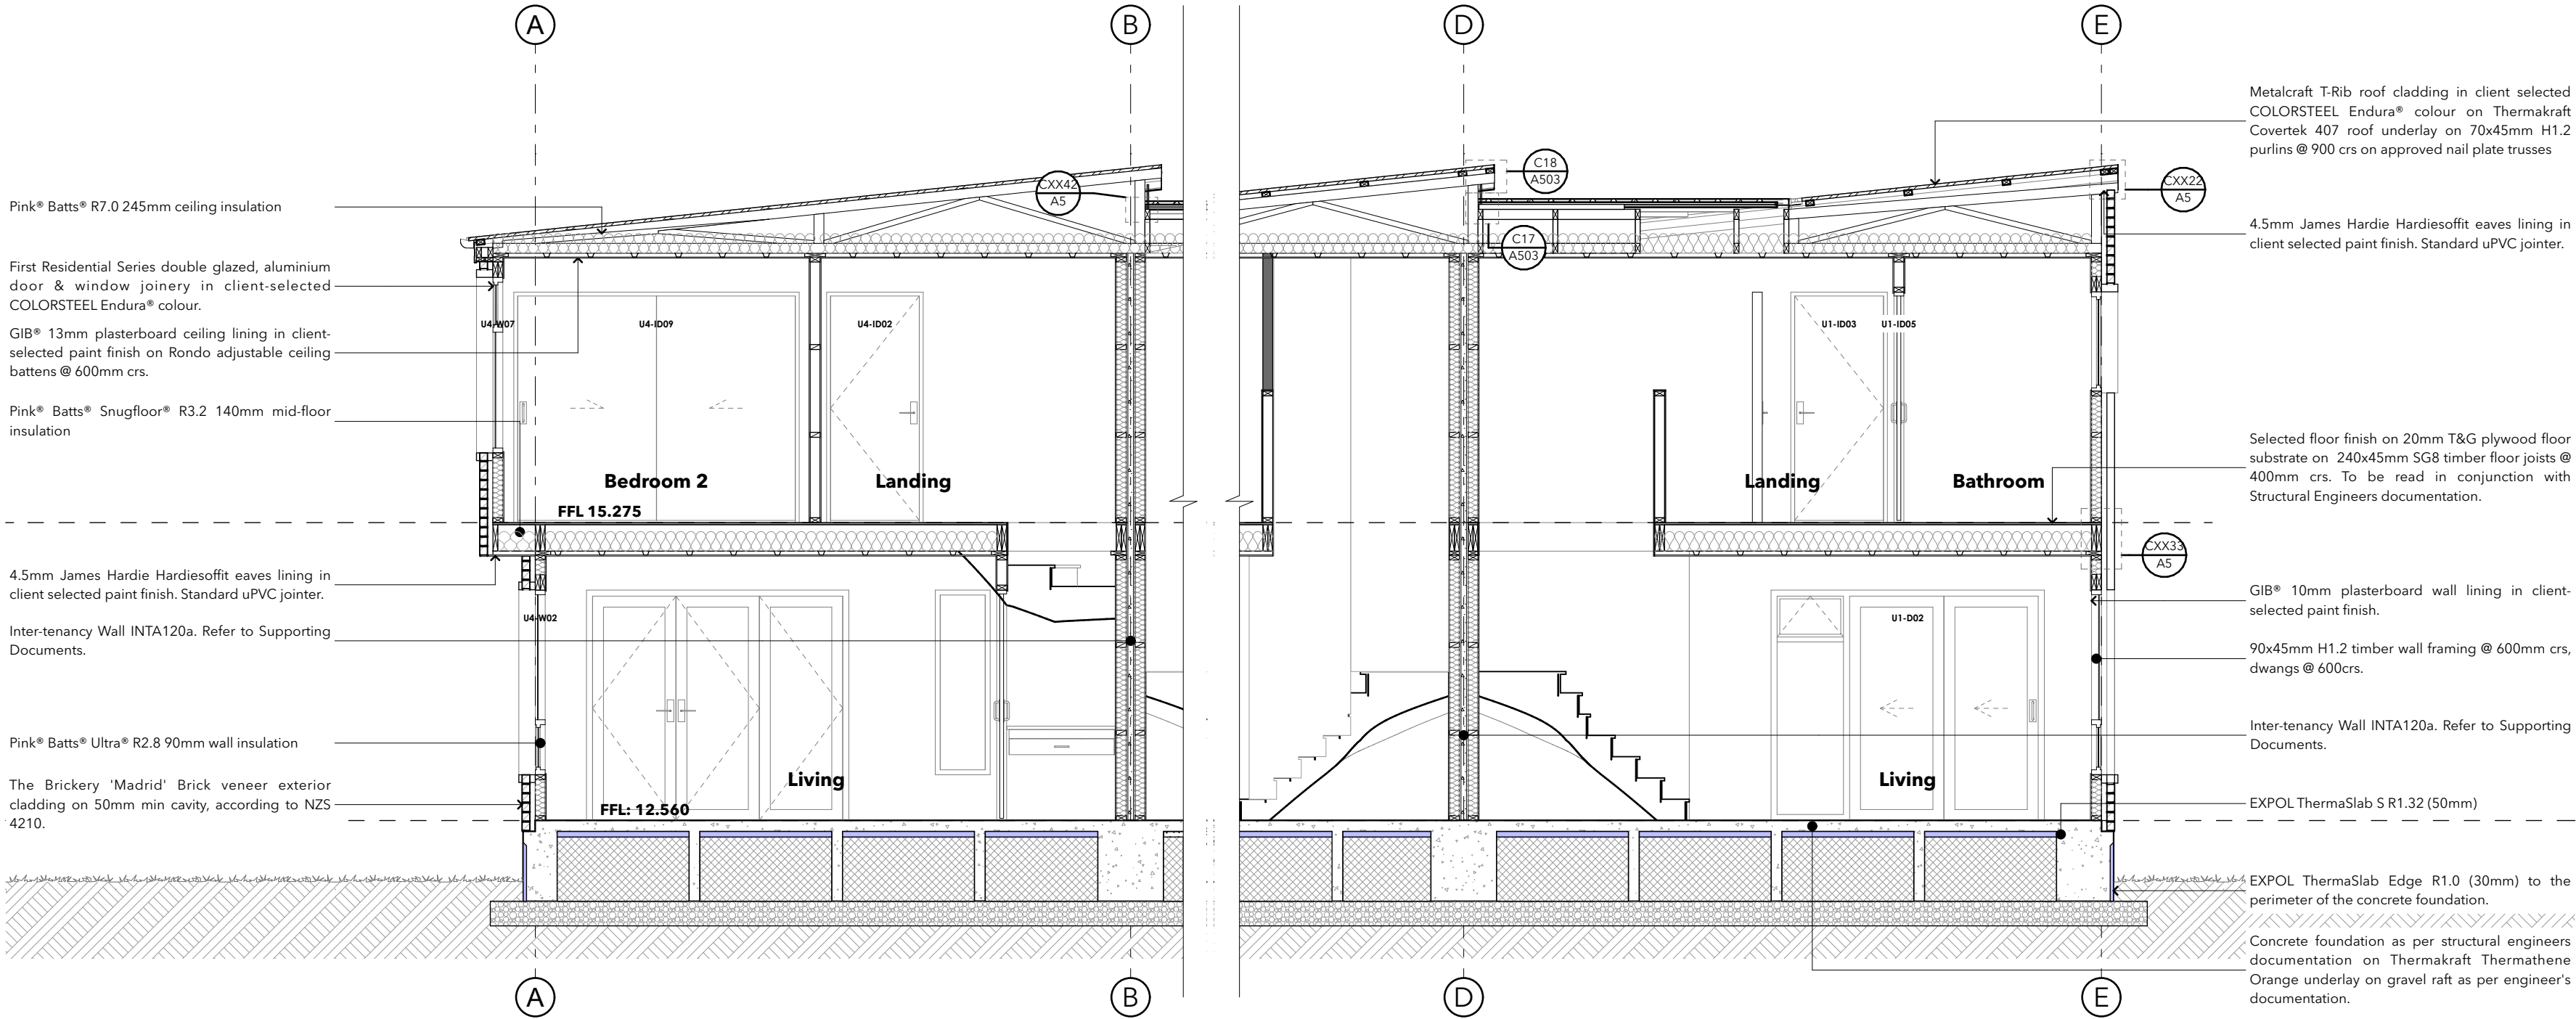 A
B
D
E
Pink® Batts® R7.0 245mm ceiling insulation
First Residential Series double glazed, aluminium
door & window joinery in client-selected
COLORSTEEL Endura® colour.
GIB® 13mm plasterboard ceiling lining in client-
selected paint finish on Rondo adjustable ceiling
battens @ 600mm crs.
Pink® Batts® Snugfloor® R3.2 140mm mid-floor
insulation
4.5mm James Hardie Hardiesoffit eaves lining in
client selected paint finish. Standard uPVC jointer.
Inter-tenancy Wall INTA120a. Refer to Supporting
Documents.
Pink® Batts® Ultra® R2.8 90mm wall insulation
The Brickery 'Madrid' Brick veneer exterior
cladding on 50mm min cavity, according to NZS
4210.
CXX42
A5
C18
A503
C17
A503
CXX22
A5
U4-W07
U4-ID09
U4-ID02
U1-ID03
U1-ID05
Bedroom 2
Landing
Landing
Bathroom
FFL 15.275
CXX33
A5
U4-W02
U1-D02
Living
Living
FFL: 12.560
Metalcraft T-Rib roof cladding in client selected
COLORSTEEL Endura® colour on Thermakraft
Covertek 407 roof underlay on 70x45mm H1.2
purlins @ 900 crs on approved nail plate trusses
4.5mm James Hardie Hardiesoffit eaves lining in
client selected paint finish. Standard uPVC jointer.
Selected floor finish on 20mm T&G plywood floor
substrate on 240x45mm SG8 timber floor joists @
400mm crs. To be read in conjunction with
Structural Engineers documentation.
GIB® 10mm plasterboard wall lining in client-
selected paint finish.
90x45mm H1.2 timber wall framing @ 600mm crs,
dwangs @ 600crs.
Inter-tenancy Wall INTA120a. Refer to Supporting
Documents.
EXPOL ThermaSlab S R1.32 (50mm)
EXPOL ThermaSlab Edge R1.0 (30mm) to the
perimeter of the concrete foundation.
Concrete foundation as per structural engineers
documentation on Thermakraft Thermathene
Orange underlay on gravel raft as per engineer's
documentation.
A
B
D
E